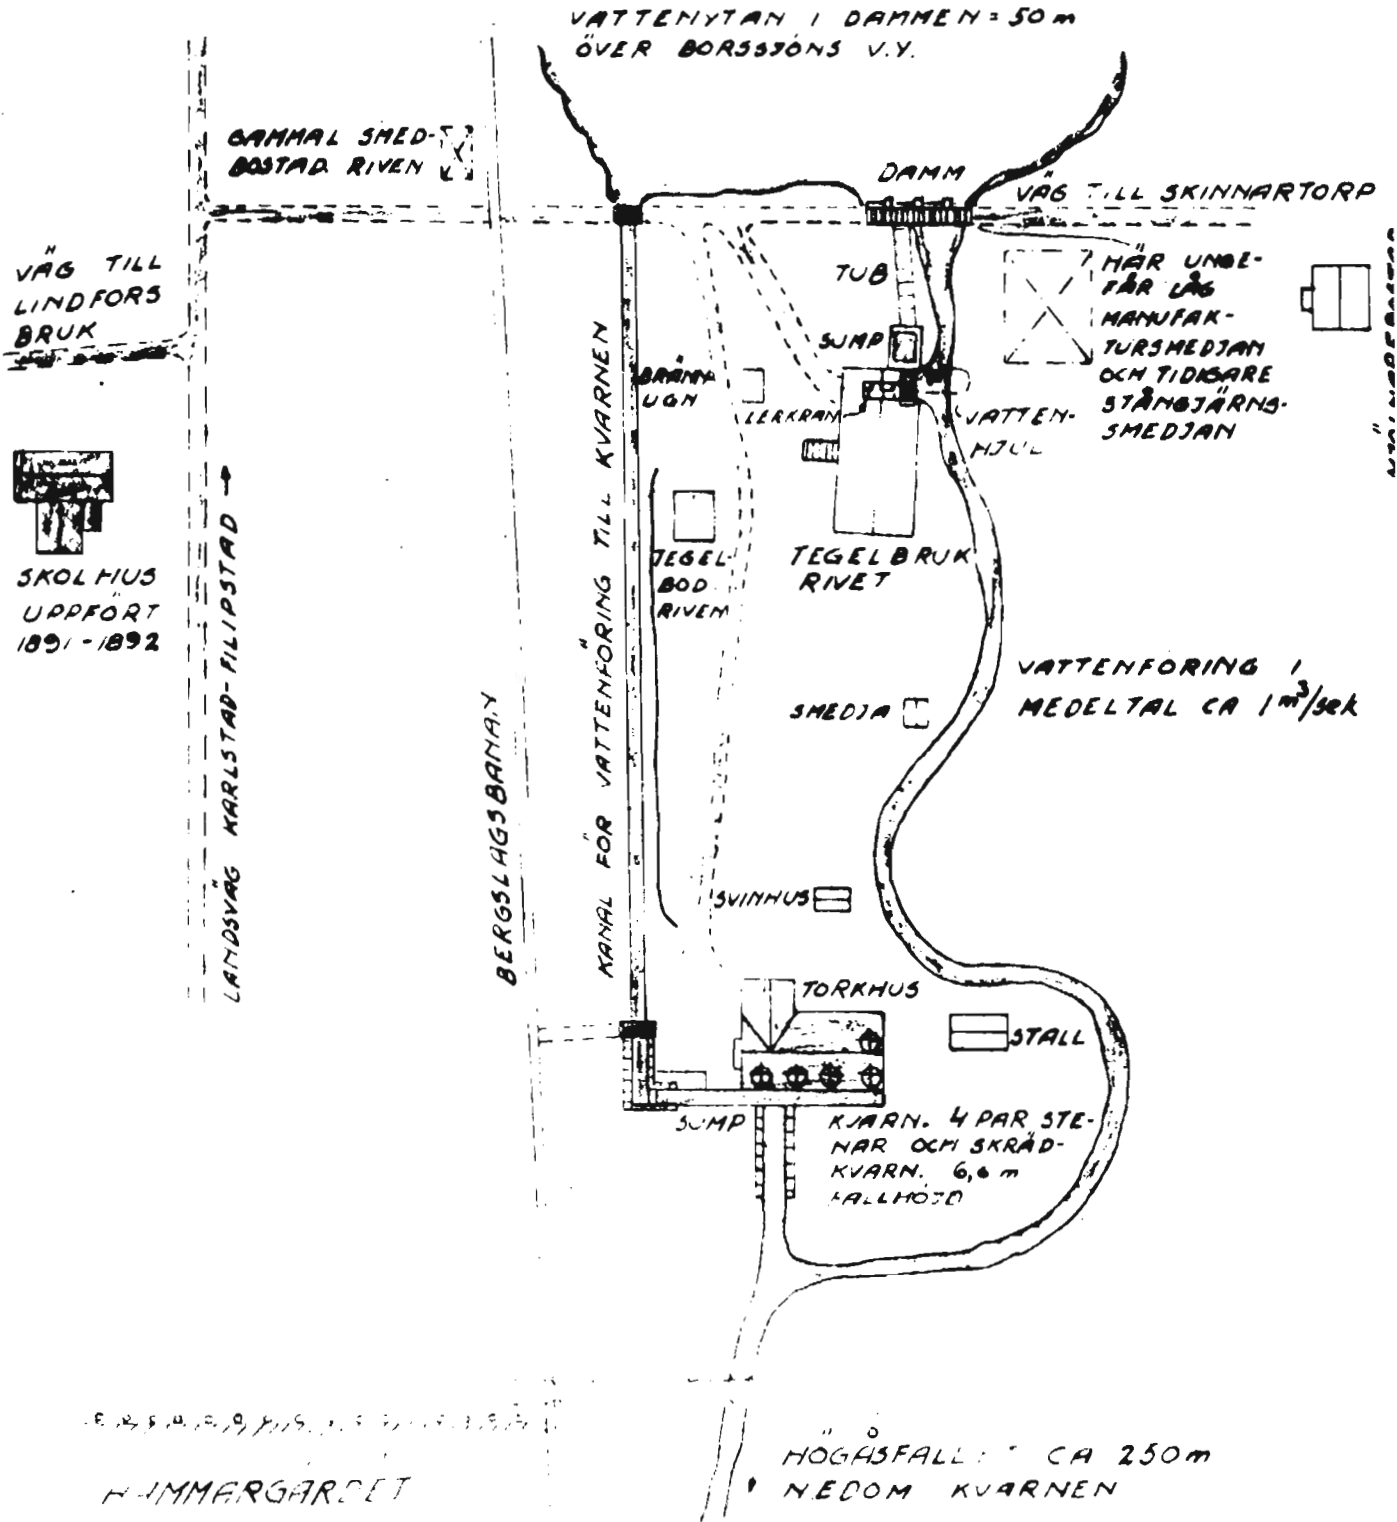 VATTENYTAN I DAMMEN = 50 m
ÖVER BORSSJÖNS V.Y.
GAMMAL SMED-
BOSTAD RIVEN
DAMM
VÄG TILL SKINNARTORP
VÄG TILL
LINDFORS
BRUK
TUB
HÄR UNGE-
FÄR LÅG
MANUFAK-
TURSMEDJAN
OCH TIDIGARE
STÅNGJÄRNS-
SMEDJAN
SUMP
BRÄNN-
UGN
LERKRAN
VATTEN-
HJUL
MJÖLNAREBOSTAD
SKOLHUS
UPPFÖRT
1891-1892
LANDSVÄG KARLSTAD-FILIPSTAD →
BERGSLAGSBANAN
KANAL FÖR VATTENFÖRING TILL KVARNEN
TEGEL-
BOD
RIVEN
TEGELBRUK
RIVET
VATTENFÖRING I
MEDELTAL CA 1 m³/sek
SMEDJA
SVINHUS
TORKHUS
STALL
SUMP
KVARN. 4 PAR STE-
NAR OCH SKRÄD-
KVARN. 6,6 m
FALLHÖJD
HAMMARGÄRDET
HÖGÅSFALLET CA 250 m
NEDOM KVARNEN